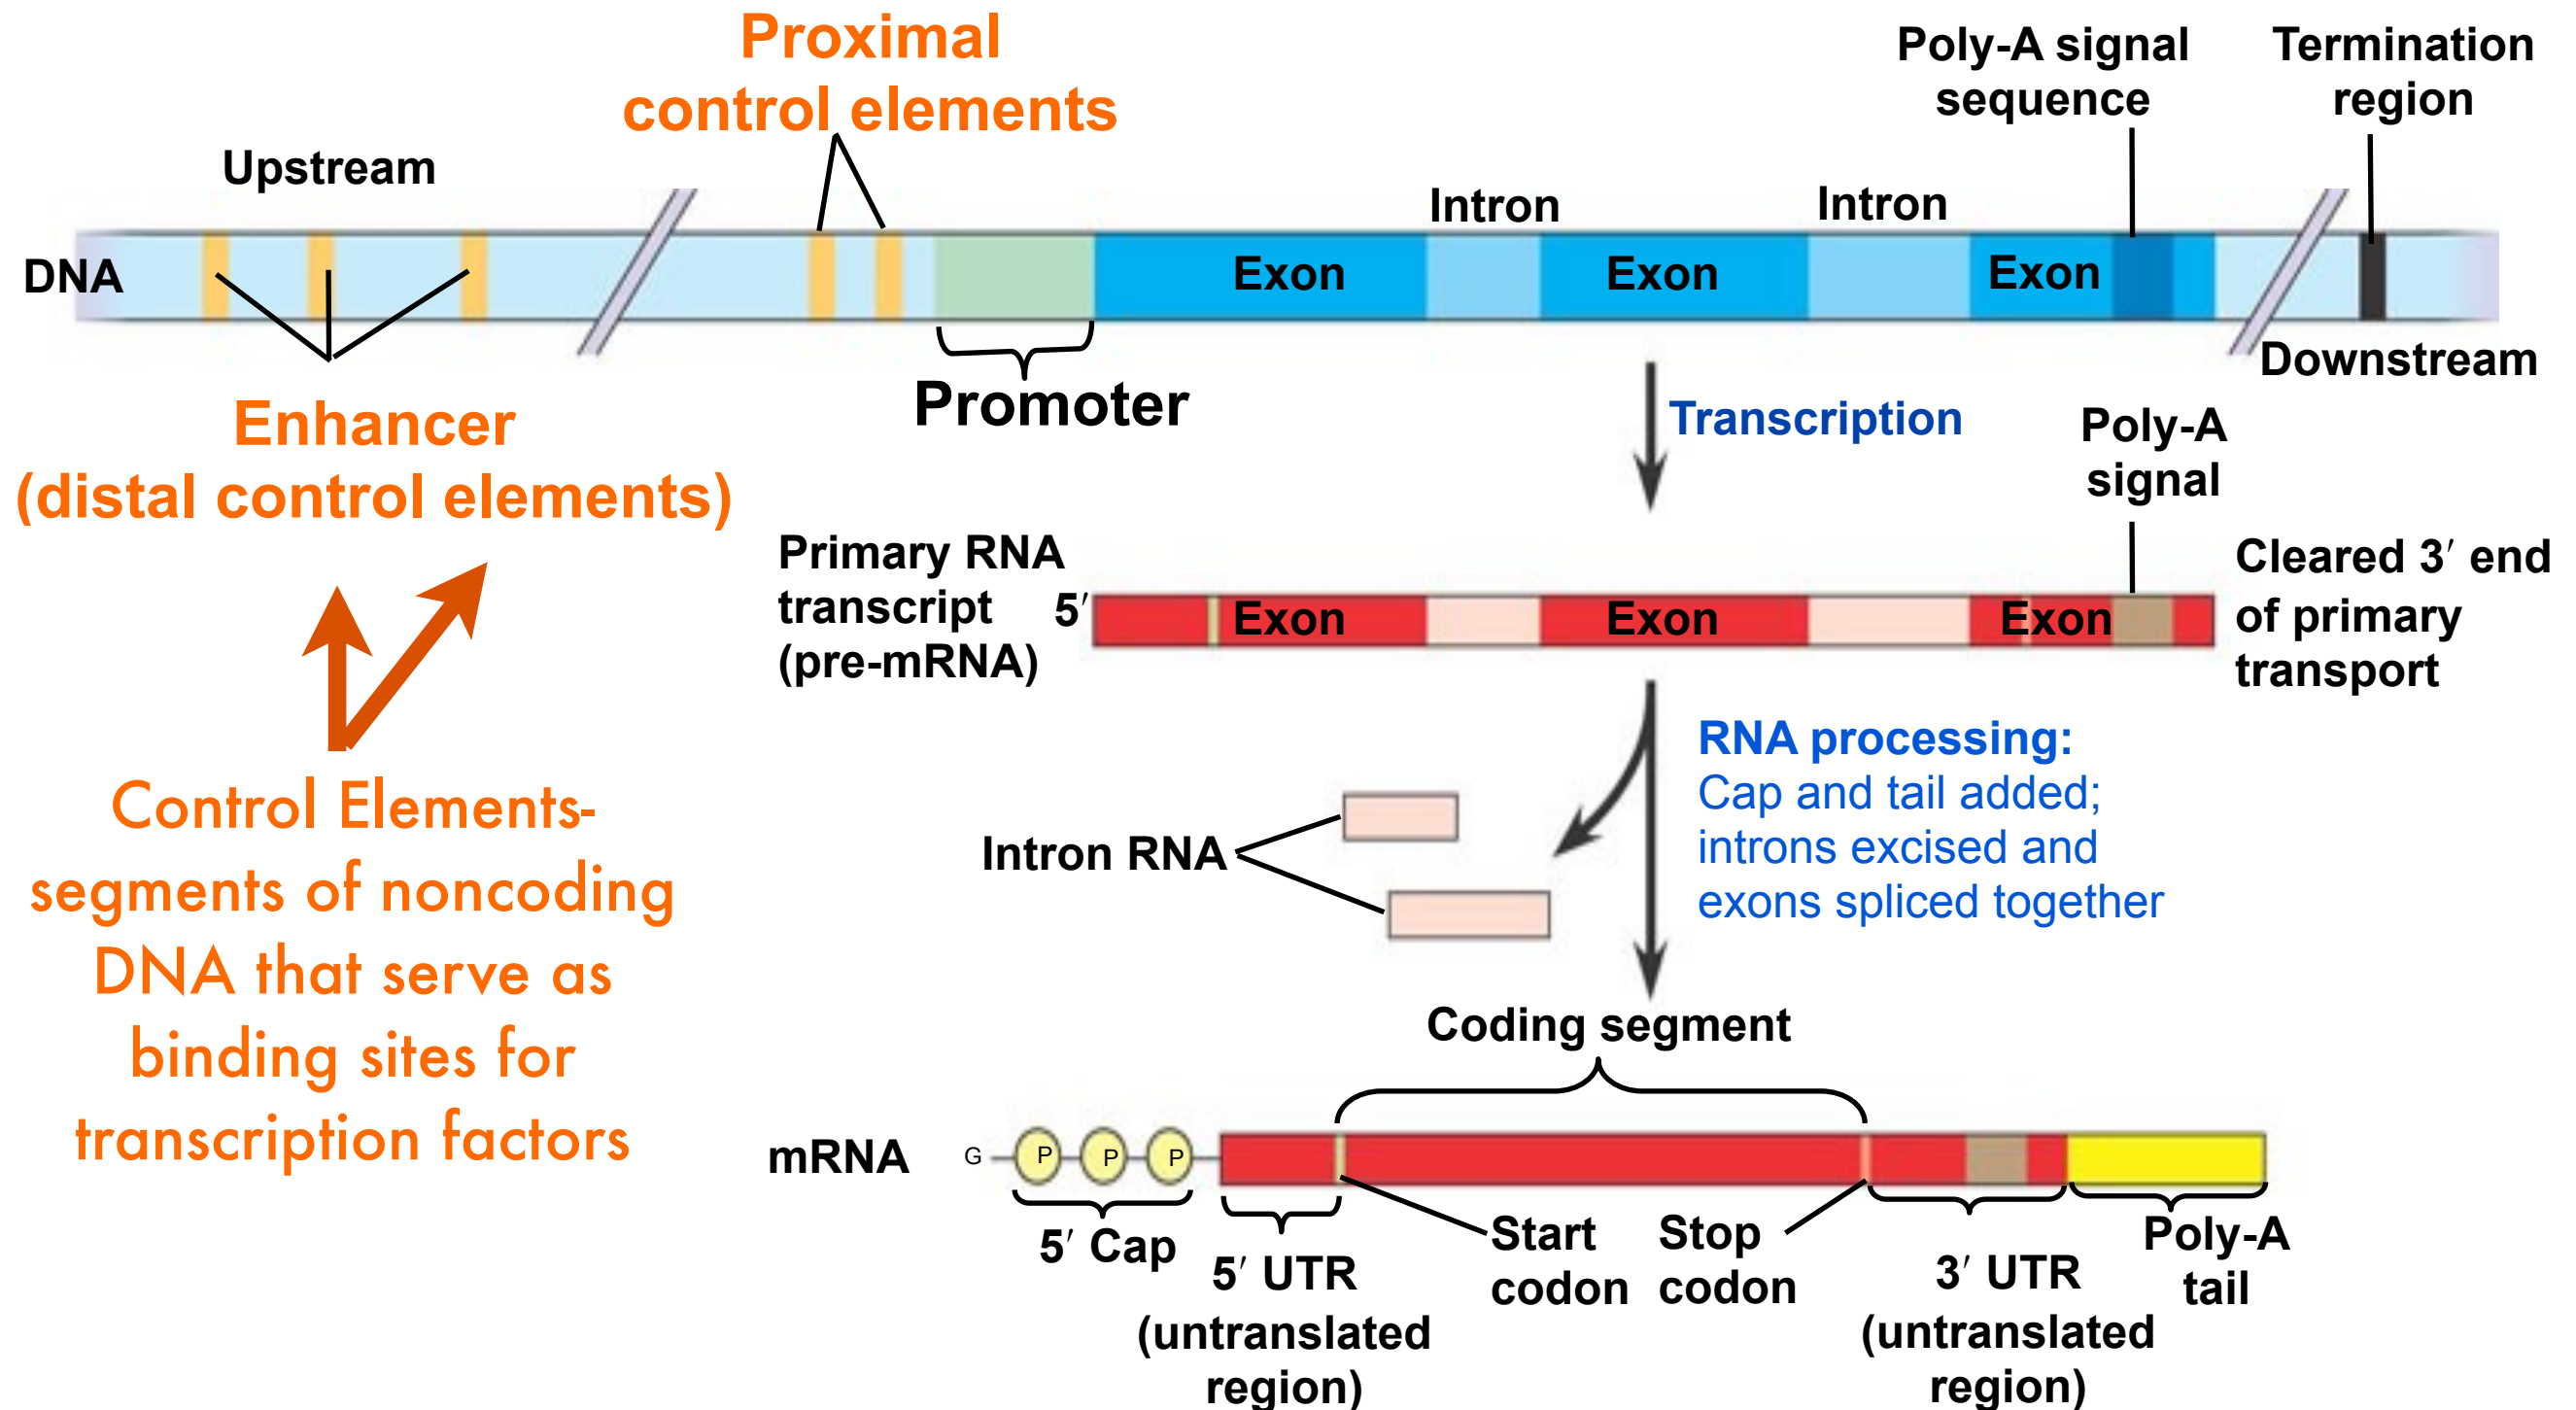 Proximal
control elements
Poly-A signal
sequence
Termination
region
Upstream
Intron
Intron
DNA
Exon
Exon
Exon
Downstream
Promoter
Enhancer
(distal control elements)
Transcription
Poly-A
signal
Primary RNA
transcript
(pre-mRNA)
5′
Exon
Exon
Exon
Cleared 3′ end
of primary
transport
Control Elements-
segments of noncoding
DNA that serve as
binding sites for
transcription factors
RNA processing:
Cap and tail added;
introns excised and
exons spliced together
Intron RNA
Coding segment
mRNA
G
P
P
P
5′ Cap
5′ UTR
(untranslated
region)
Start
codon
Stop
codon
3′ UTR
(untranslated
region)
Poly-A
tail